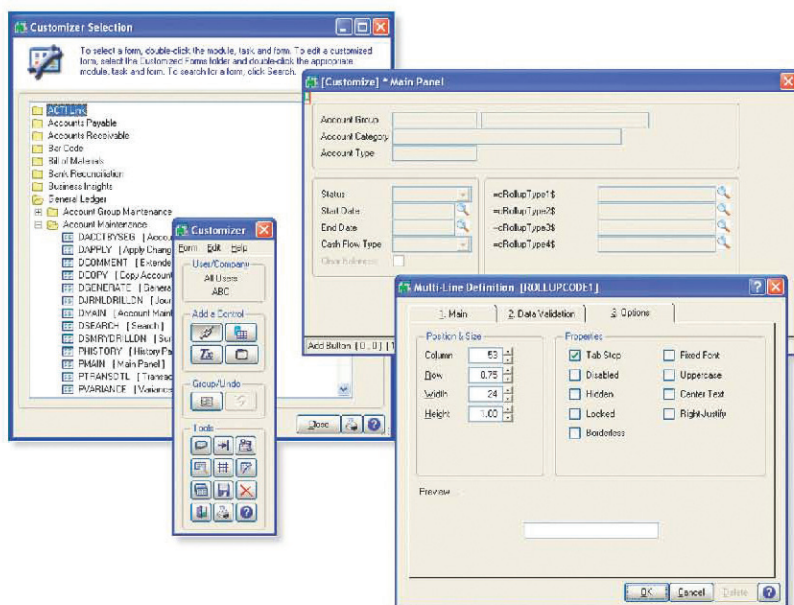 Customizer Selection
To select a form, double-click the module, task and form. To edit a customized
form, select the Customized Forms folder and double-click the appropriate
module, task and form. To search for a form, click Search.
Accounts Payable
Accounts Receivable
Bar Code
Bill of Materials
Bank Reconciliation
Business Insights
General Ledger
Account Group Maintenance
Account Maintenance
DACCTBYSEG [Accou
DAPPLY [Apply Chang
DCOMMENT [Extende
DCOPY [Copy Account
DGENERATE [Genera
DJRNLDRILLDN [Jour
DMAIN [Account Maint
DSEARCH [Search]
DSMRYDRILLDN [Sur
PHISTORY [History Pa
PMAIN [Main Panel]
PTRANSDTL [Transac
PVARIANCE [Variance
Close
[Customize] * Main Panel
Account Group
Account Category
Account Type
Status
Start Date
End Date
Cash Flow Type
Clear Balances
=cRollupType1$
=cRollupType2$
=cRollupType3$
=cRollupType4$
Add Button [0,0] [1
Customizer
Form Edit Help
User/Company
All Users
ABC
Add a Control
Tx
Group/Undo
Tools
Multi-Line Definition [ROLLUPCODE1]
1. Main
2. Data Validation
3. Options
Position & Size
Column 53
Row 0.75
Width 24
Height 1.00
Properties
Tab Stop
Disabled
Hidden
Locked
Borderless
Fixed Font
Uppercase
Center Text
Right-Justify
Preview
OK
Cancel
Delete